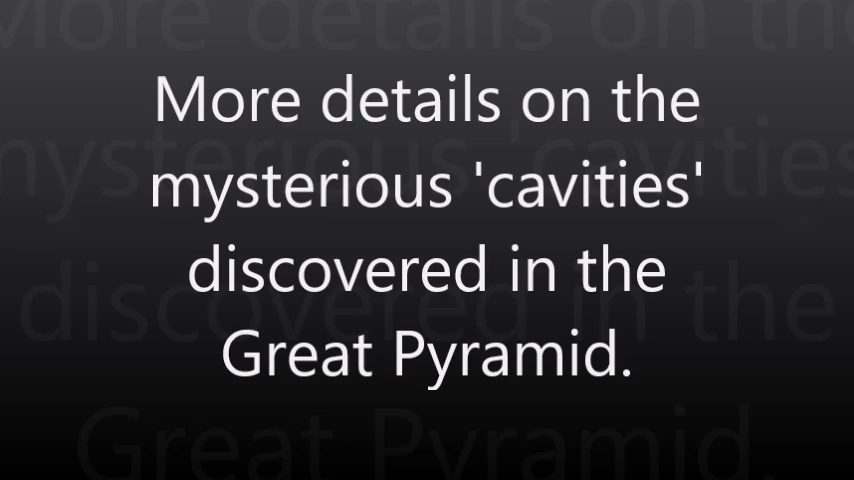 More details on the
mysterious 'cavities'
discovered in the
Great Pyramid.